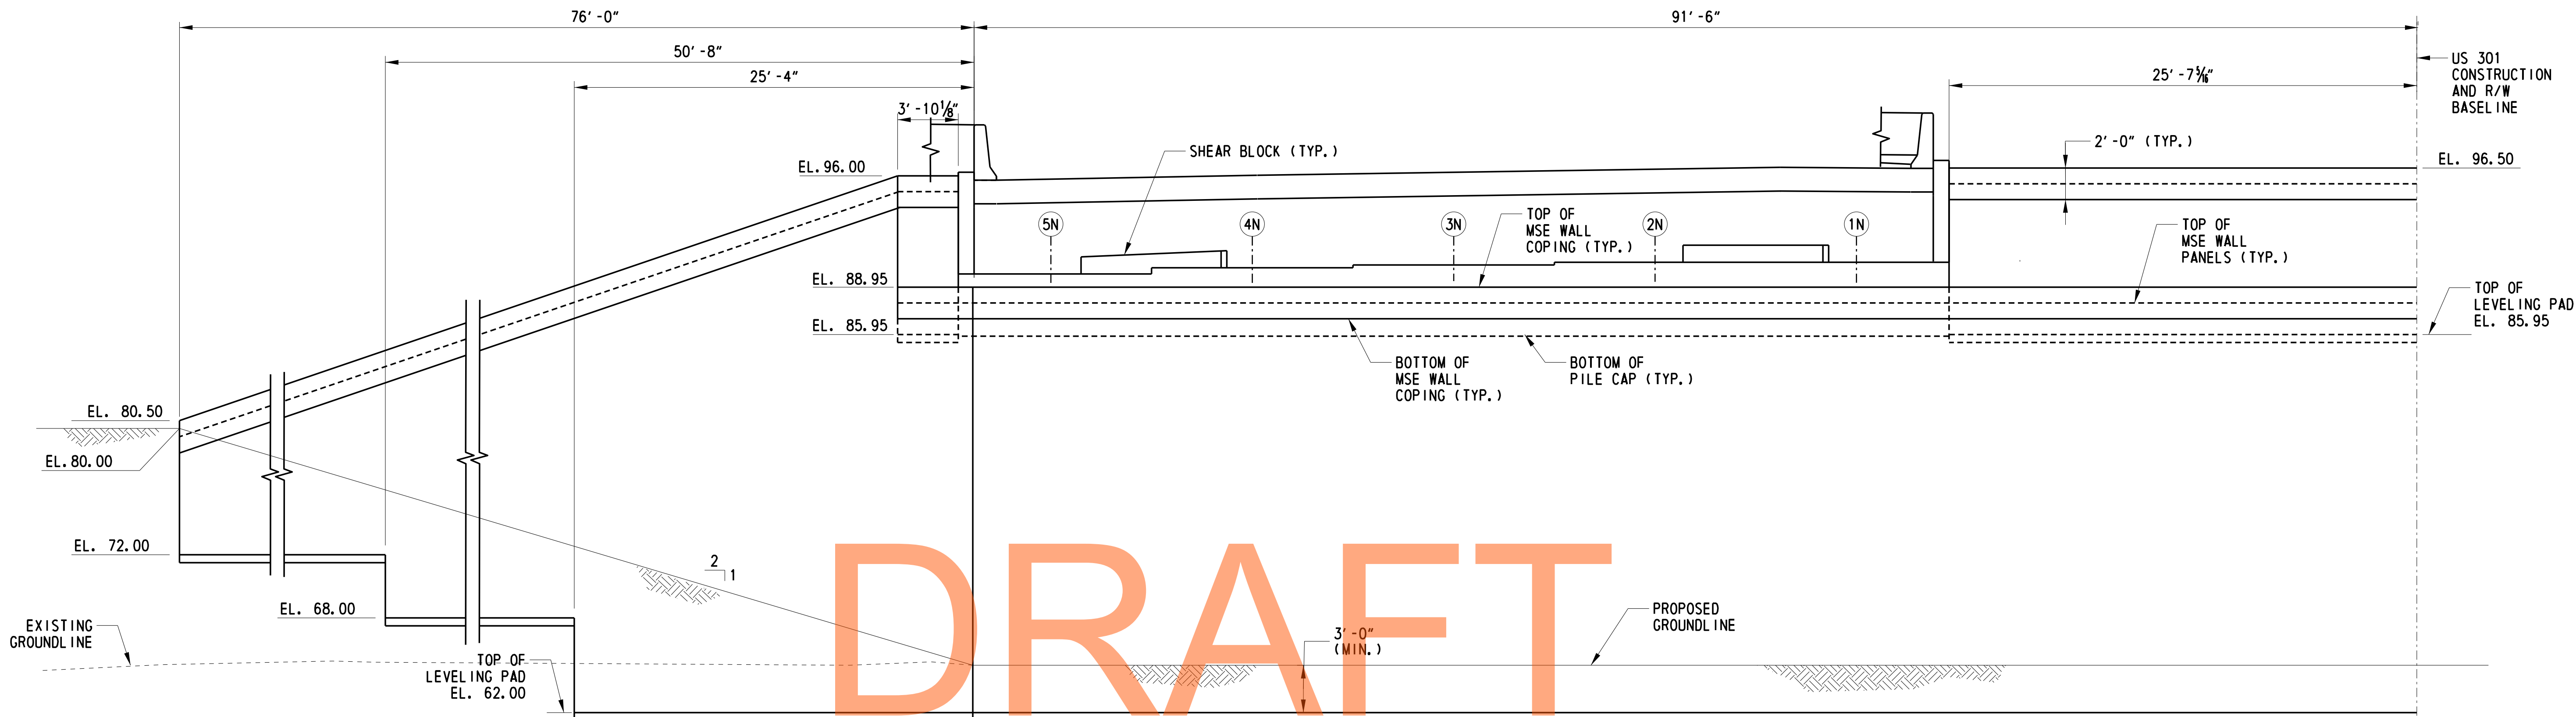 76'-0"
91'-6"
50'-8"
25'-4"
25'-7 5/16"
3'-10 1/8"
US 301
CONSTRUCTION
AND R/W
BASELINE
SHEAR BLOCK (TYP.)
2'-0" (TYP.)
EL. 96.00
EL. 96.50
5N
4N
3N
2N
1N
TOP OF
MSE WALL
COPING (TYP.)
TOP OF
MSE WALL
PANELS (TYP.)
EL. 88.95
TOP OF
LEVELING PAD
EL. 85.95
EL. 85.95
BOTTOM OF
MSE WALL
COPING (TYP.)
BOTTOM OF
PILE CAP (TYP.)
EL. 80.50
EL. 80.00
EL. 72.00
2
1
EL. 68.00
EXISTING
GROUNDLINE
TOP OF
LEVELING PAD
EL. 62.00
3'-0"
(MIN.)
PROPOSED
GROUNDLINE
DRAFT